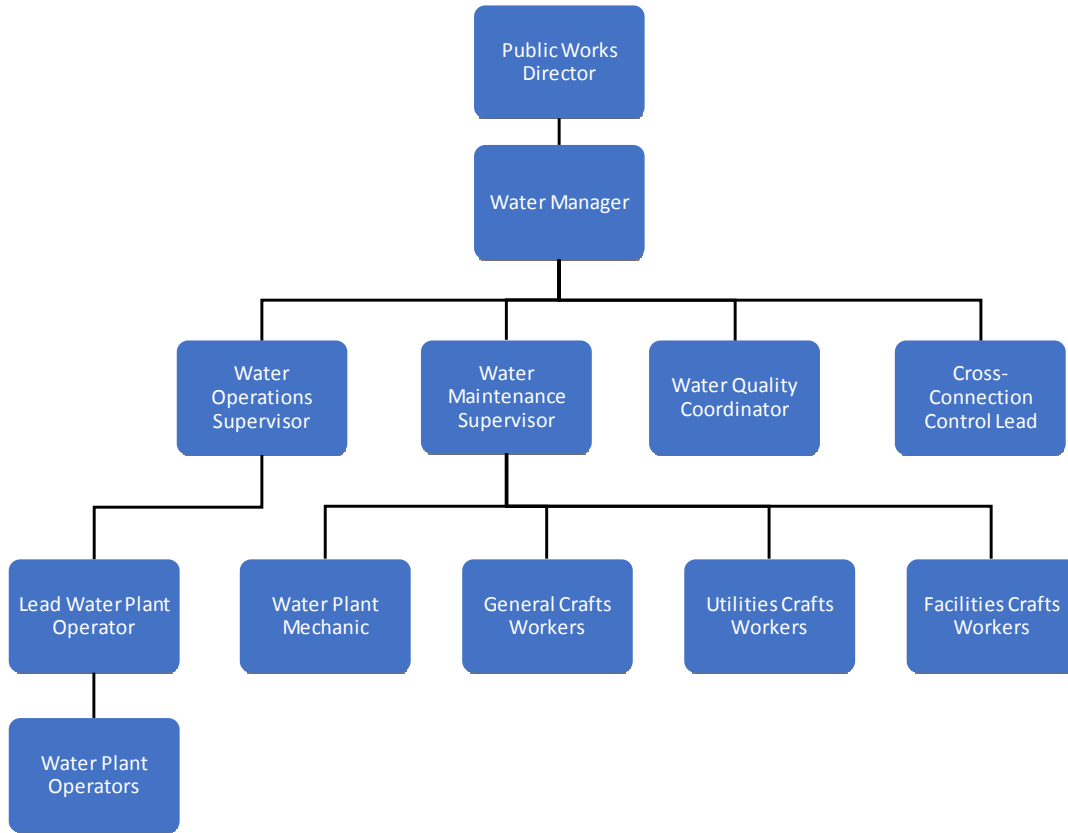 Public Works
Director
Water Manager
Water
Operations
Supervisor
Water
Maintenance
Supervisor
Water Quality
Coordinator
Cross-
Connection
Control Lead
Lead Water Plant
Operator
Water Plant
Mechanic
General Crafts
Workers
Utilities Crafts
Workers
Facilities Crafts
Workers
Water Plant
Operators